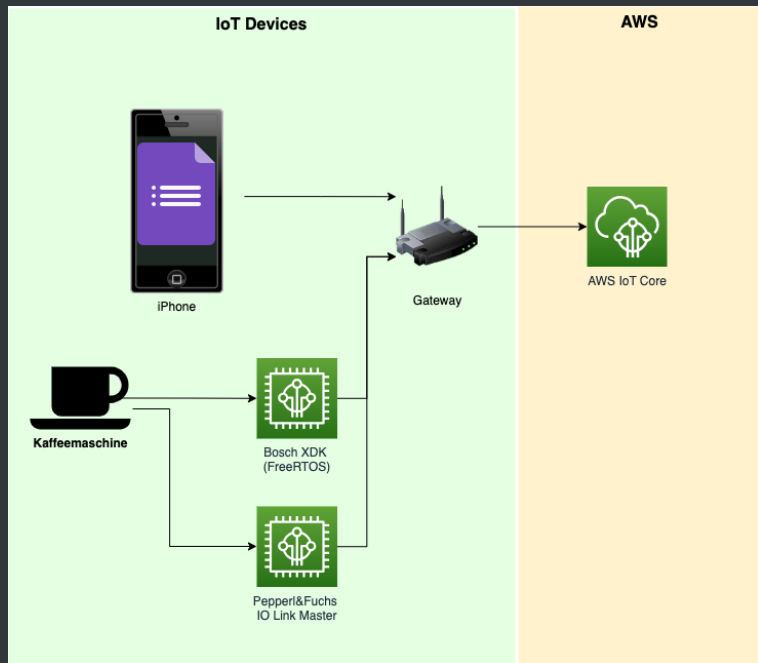 IoT Devices
AWS
iPhone
Gateway
AWS IoT Core
Kaffeemaschine
Bosch XDK
(FreeRTOS)
Pepperl&Fuchs
IO Link Master